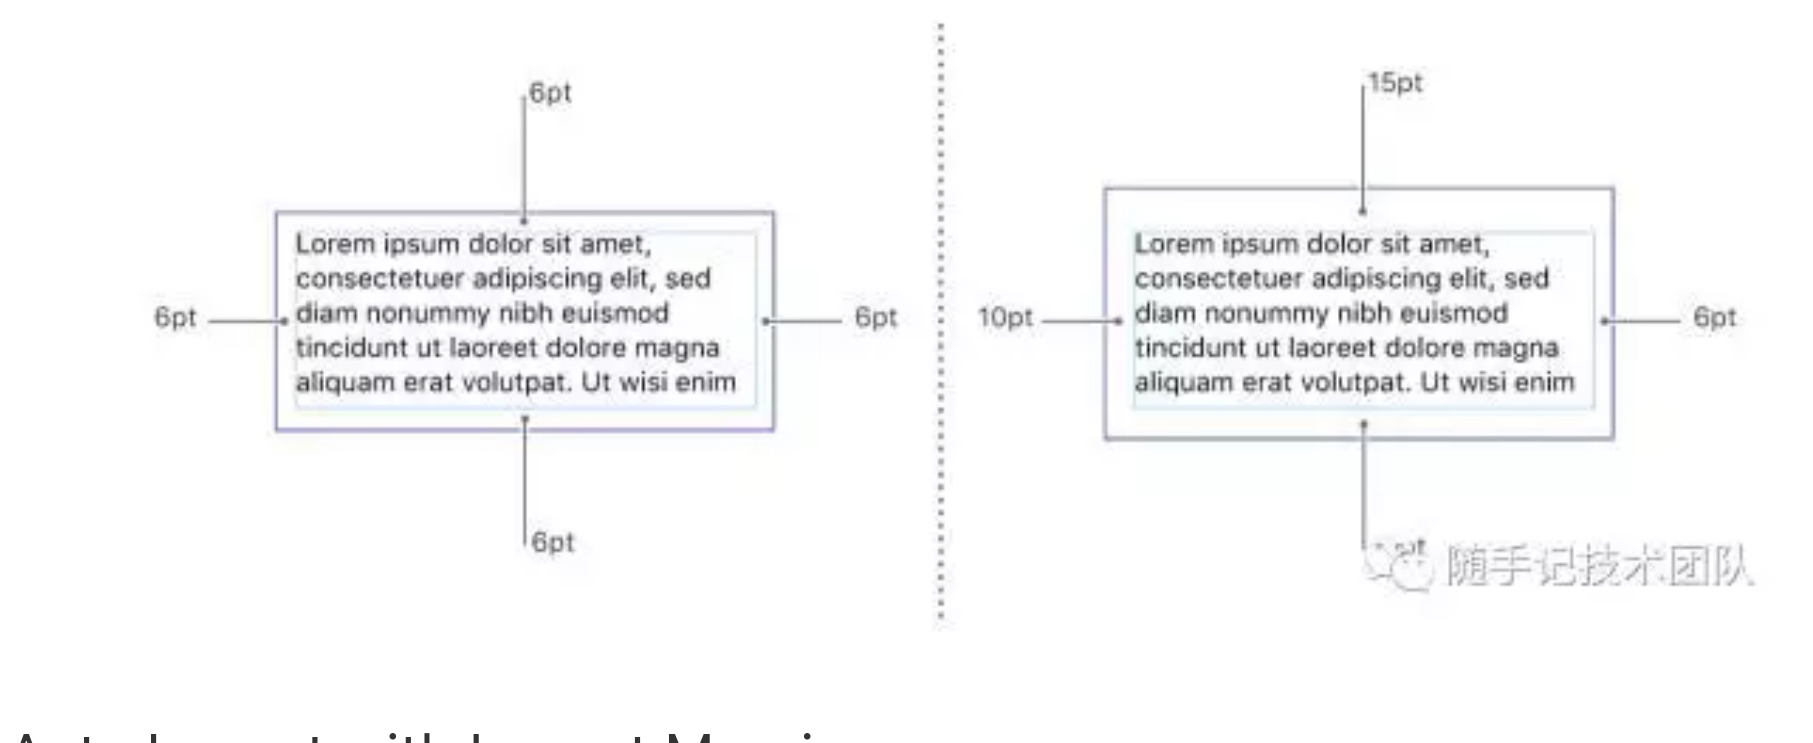 6pt
Lorem ipsum dolor sit amet,
consectetuer adipiscing elit, sed
diam nonummy nibh euismod
tincidunt ut laoreet dolore magna
aliquam erat volutpat. Ut wisi enim
6pt
6pt
6pt
15pt
Lorem ipsum dolor sit amet,
consectetuer adipiscing elit, sed
diam nonummy nibh euismod
tincidunt ut laoreet dolore magna
aliquam erat volutpat. Ut wisi enim
10pt
6pt
随手记技术团队